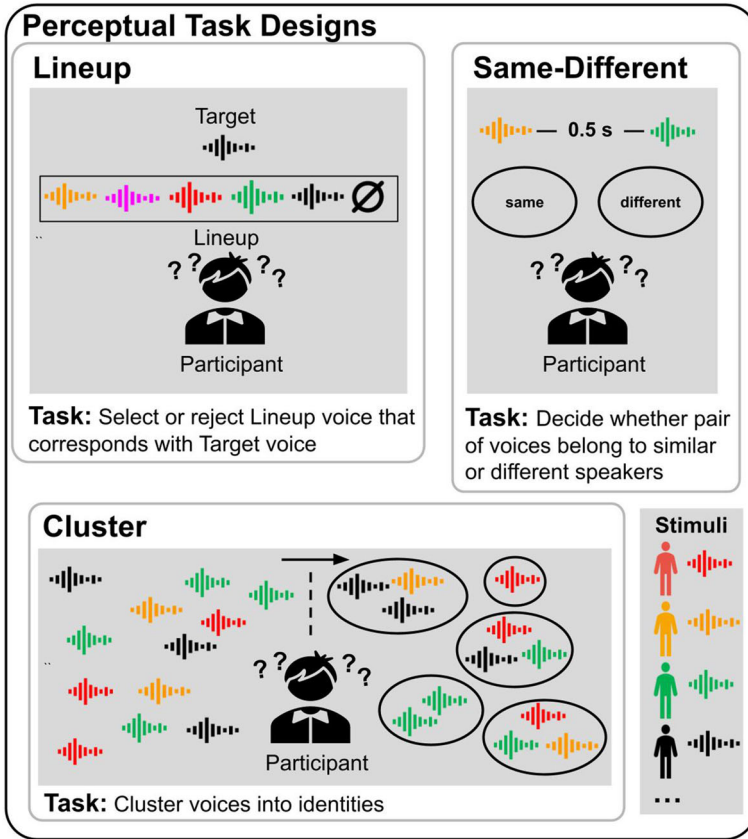 Perceptual Task Designs
Lineup
Target
Lineup
? ? ? ?
Participant
Task: Select or reject Lineup voice that
corresponds with Target voice
Same-Different
0.5 s
same
different
? ? ? ?
Participant
Task: Decide whether pair
of voices belong to similar
or different speakers
Cluster
? ? ? ?
Participant
Task: Cluster voices into identities
Stimuli
...